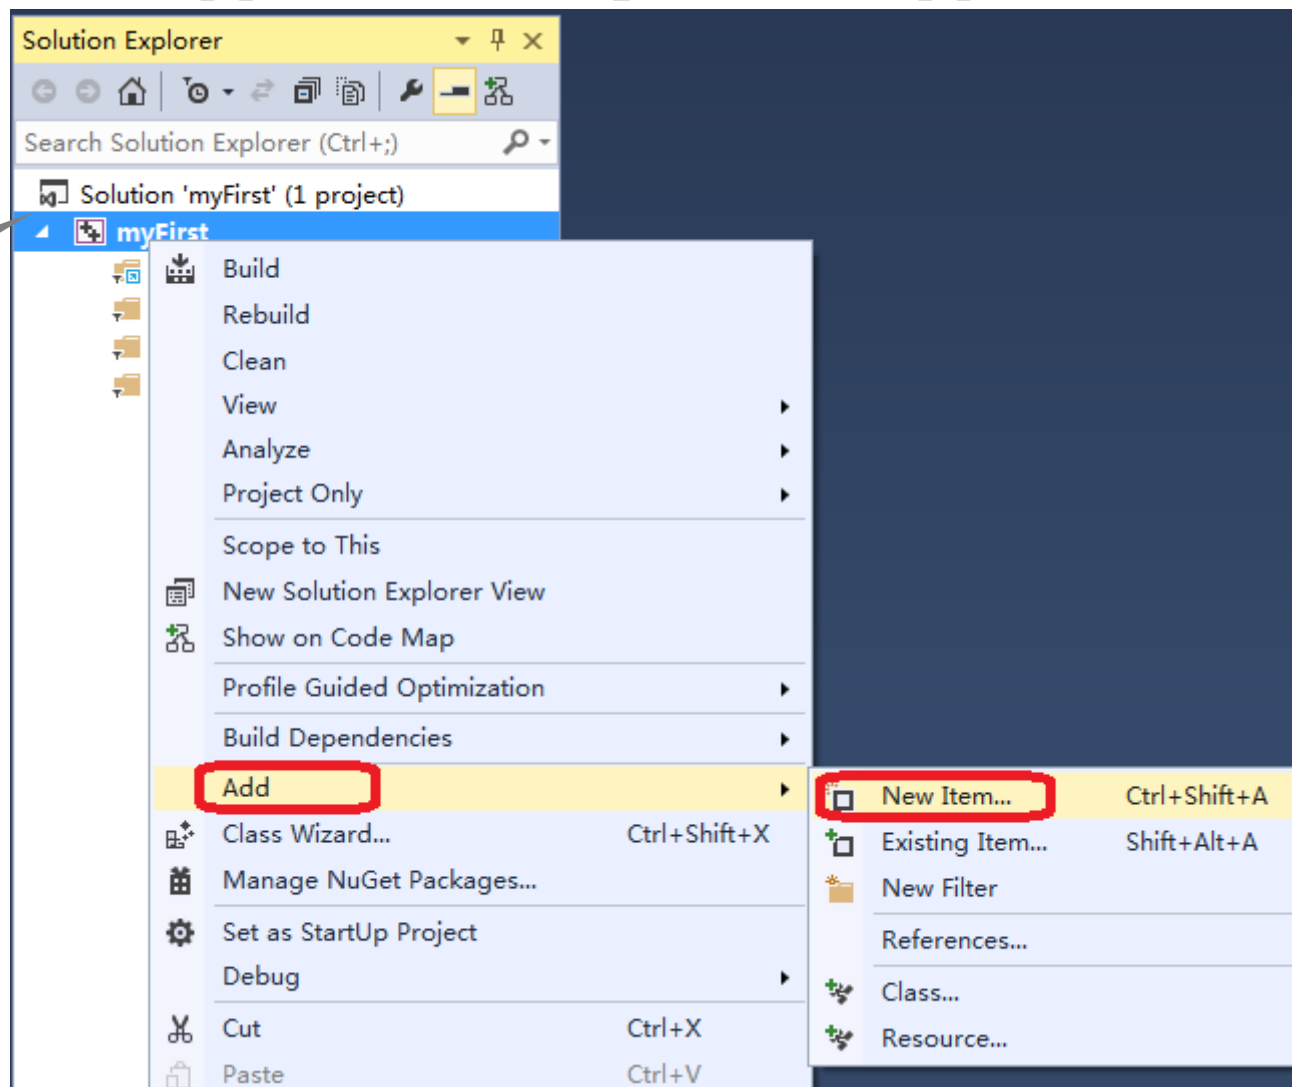 Solution Explorer
Search Solution Explorer (Ctrl+;)
Solution 'myFirst' (1 project)
myFirst
Build
Rebuild
Clean
View
Analyze
Project Only
Scope to This
New Solution Explorer View
Show on Code Map
Profile Guided Optimization
Build Dependencies
Add
Class Wizard... Ctrl+Shift+X
Manage NuGet Packages...
Set as StartUp Project
Debug
Cut Ctrl+X
Paste Ctrl+V
New Item... Ctrl+Shift+A
Existing Item... Shift+Alt+A
New Filter
References...
Class...
Resource...